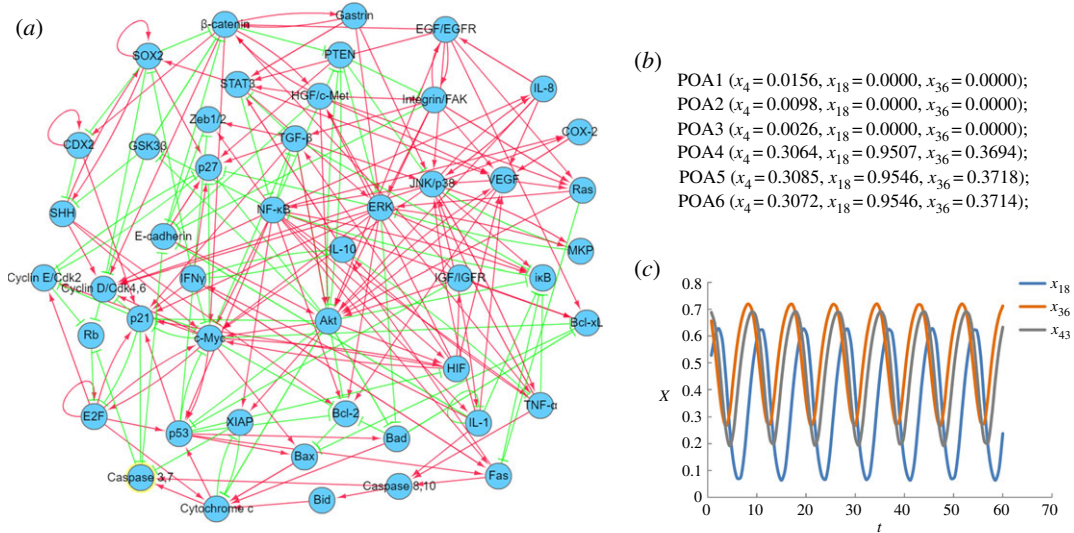 (a)
β-catenin
Gastrin
EGF/EGFR
SOX2
PTEN
STAT3
HGF/c-Met
Integrin/FAK
IL-8
Zeb1/2
COX-2
CDX2
GSK3β
TGF-β
p27
JNK/p38
VEGF
Ras
SHH
NF-κB
ERK
E-cadherin
IL-10
MKP
Cyclin E/Cdk2
Cyclin D/Cdk4,6
IFNγ
IGF/IGFR
iκB
p21
Akt
Bcl-xL
Rb
c-Myc
HIF
E2F
XIAP
Bcl-2
TNF-α
p53
Bad
IL-1
Bax
Caspase 3,7
Fas
Caspase 8,10
Bid
Cytochrome c
(b)
POA1 (x₄ = 0.0156, x₁₈ = 0.0000, x₃₆ = 0.0000);
POA2 (x₄ = 0.0098, x₁₈ = 0.0000, x₃₆ = 0.0000);
POA3 (x₄ = 0.0026, x₁₈ = 0.0000, x₃₆ = 0.0000);
POA4 (x₄ = 0.3064, x₁₈ = 0.9507, x₃₆ = 0.3694);
POA5 (x₄ = 0.3085, x₁₈ = 0.9546, x₃₆ = 0.3718);
POA6 (x₄ = 0.3072, x₁₈ = 0.9546, x₃₆ = 0.3714);
(c)
0.8
0.7
0.6
0.5
0.4
0.3
0.2
0.1
0
X
0 10 20 30 40 50 60 70
t
x₁₈
x₃₆
x₄₃